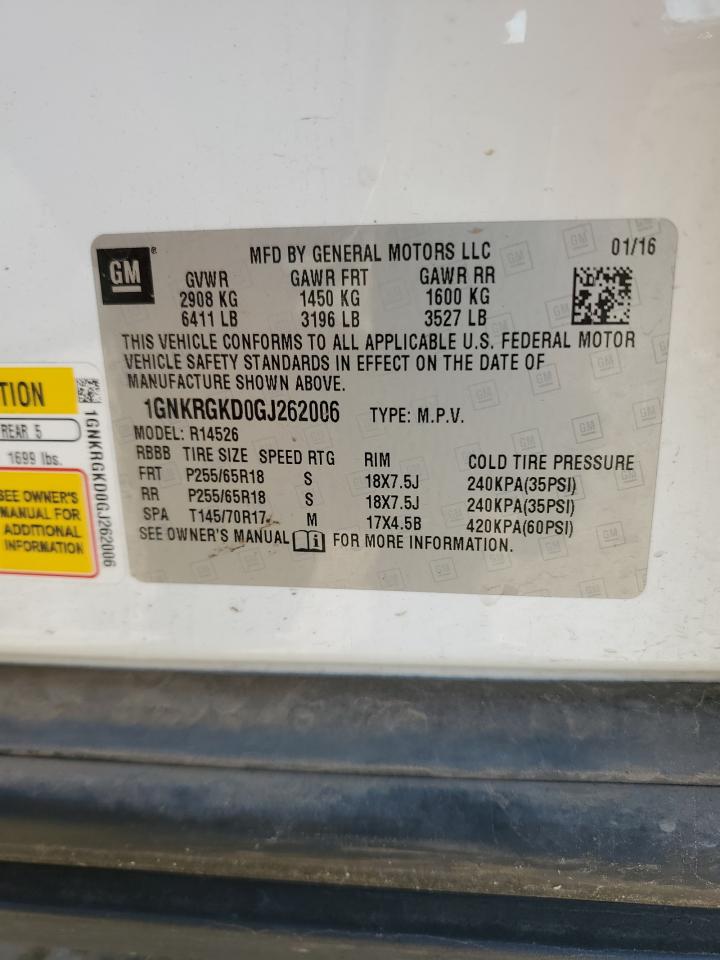 GM
MFD BY GENERAL MOTORS LLC 01/16
GVWR GAWR FRT GAWR RR
2908 KG 1450 KG 1600 KG
6411 LB 3196 LB 3527 LB
THIS VEHICLE CONFORMS TO ALL APPLICABLE U.S. FEDERAL MOTOR
VEHICLE SAFETY STANDARDS IN EFFECT ON THE DATE OF
MANUFACTURE SHOWN ABOVE.
1GNKRGKD0GJ262006 TYPE: M.P.V.
MODEL: R14526
RBBB TIRE SIZE SPEED RTG RIM COLD TIRE PRESSURE
FRT P255/65R18 S 18X7.5J 240KPA(35PSI)
RR P255/65R18 S 18X7.5J 240KPA(35PSI)
SPA T145/70R17 M 17X4.5B 420KPA(60PSI)
SEE OWNER'S MANUAL FOR MORE INFORMATION.
TION
REAR 5
1699 lbs.
SEE OWNER'S
MANUAL FOR
ADDITIONAL
INFORMATION
1GNKRGKD0GJ262006